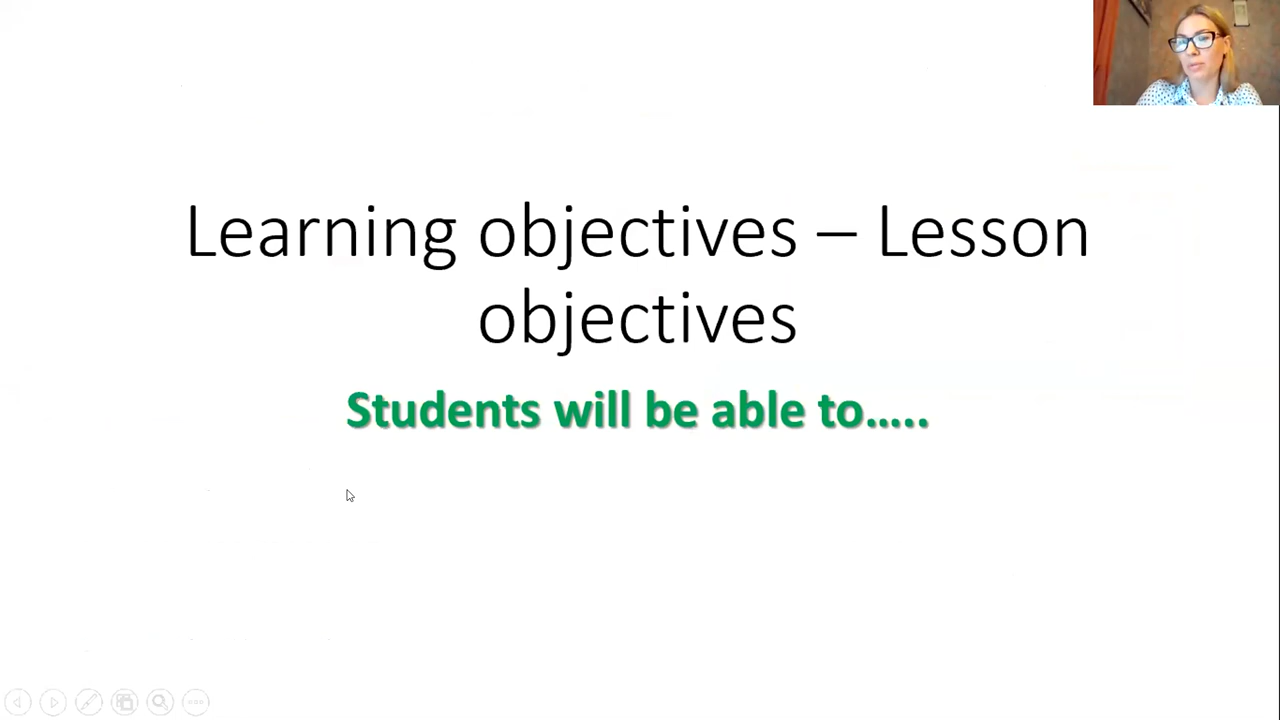 Learning objectives – Lesson
objectives
Students will be able to.....